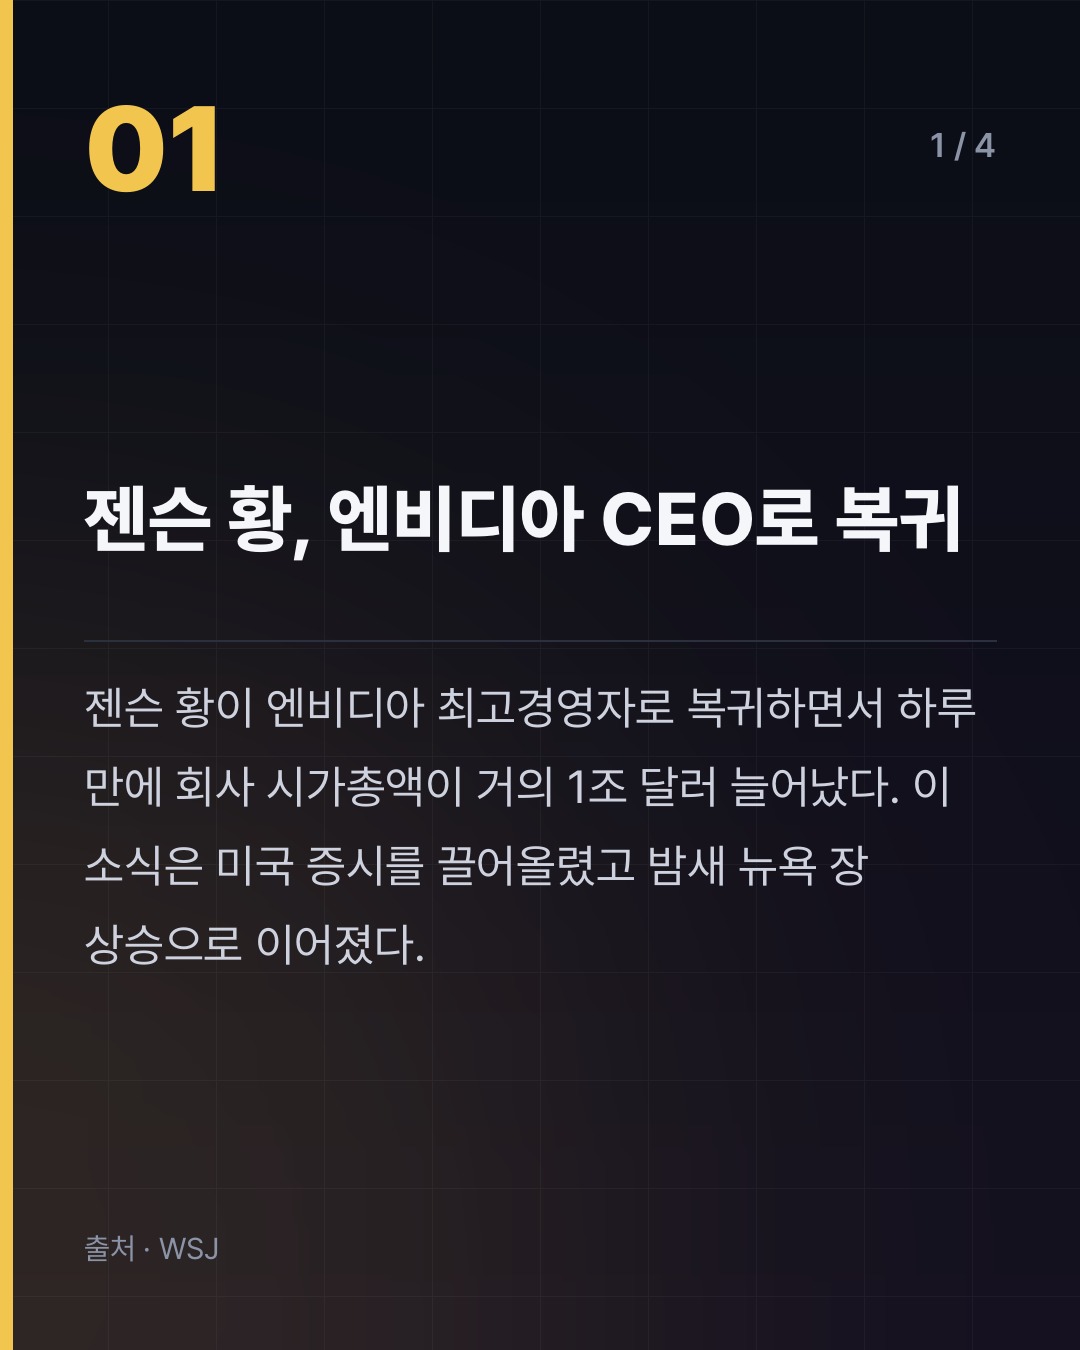 01
1 / 4
젠슨 황, 엔비디아 CEO로 복귀
젠슨 황이 엔비디아 최고경영자로 복귀하면서 하루
만에 회사 시가총액이 거의 1조 달러 늘어났다. 이
소식은 미국 증시를 끌어올렸고 밤새 뉴욕 장
상승으로 이어졌다.
출처 · WSJ